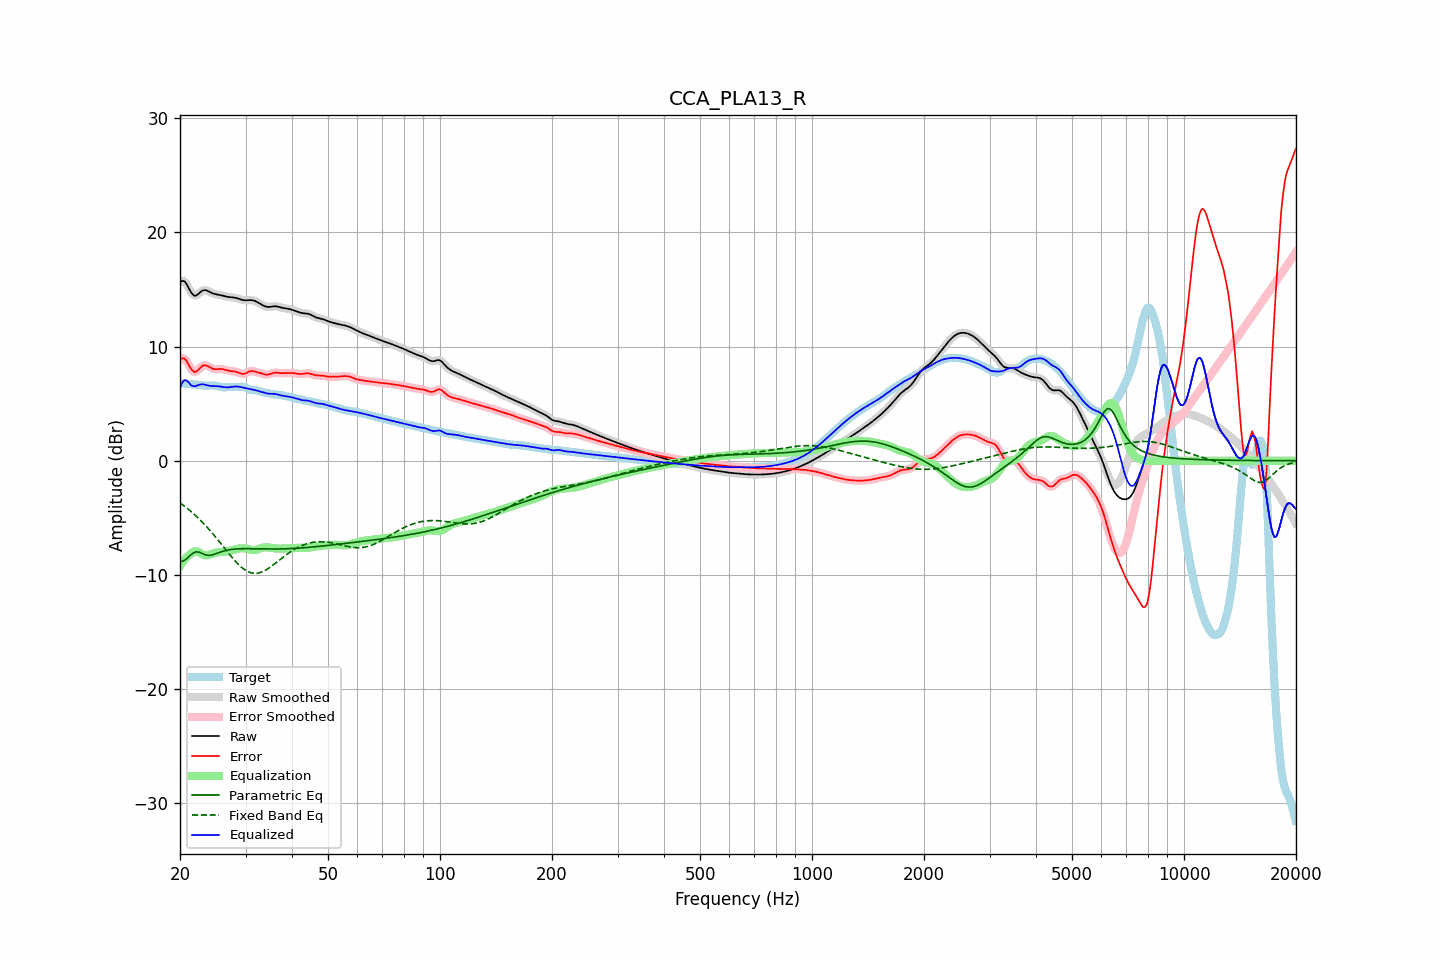 CCA_PLA13_R
Amplitude (dBr)
30
20
10
0
−10
−20
−30
Target
Raw Smoothed
Error Smoothed
Raw
Error
Equalization
Parametric Eq
Fixed Band Eq
Equalized
20 50 100 200 500 1000 2000 5000 10000 20000
Frequency (Hz)